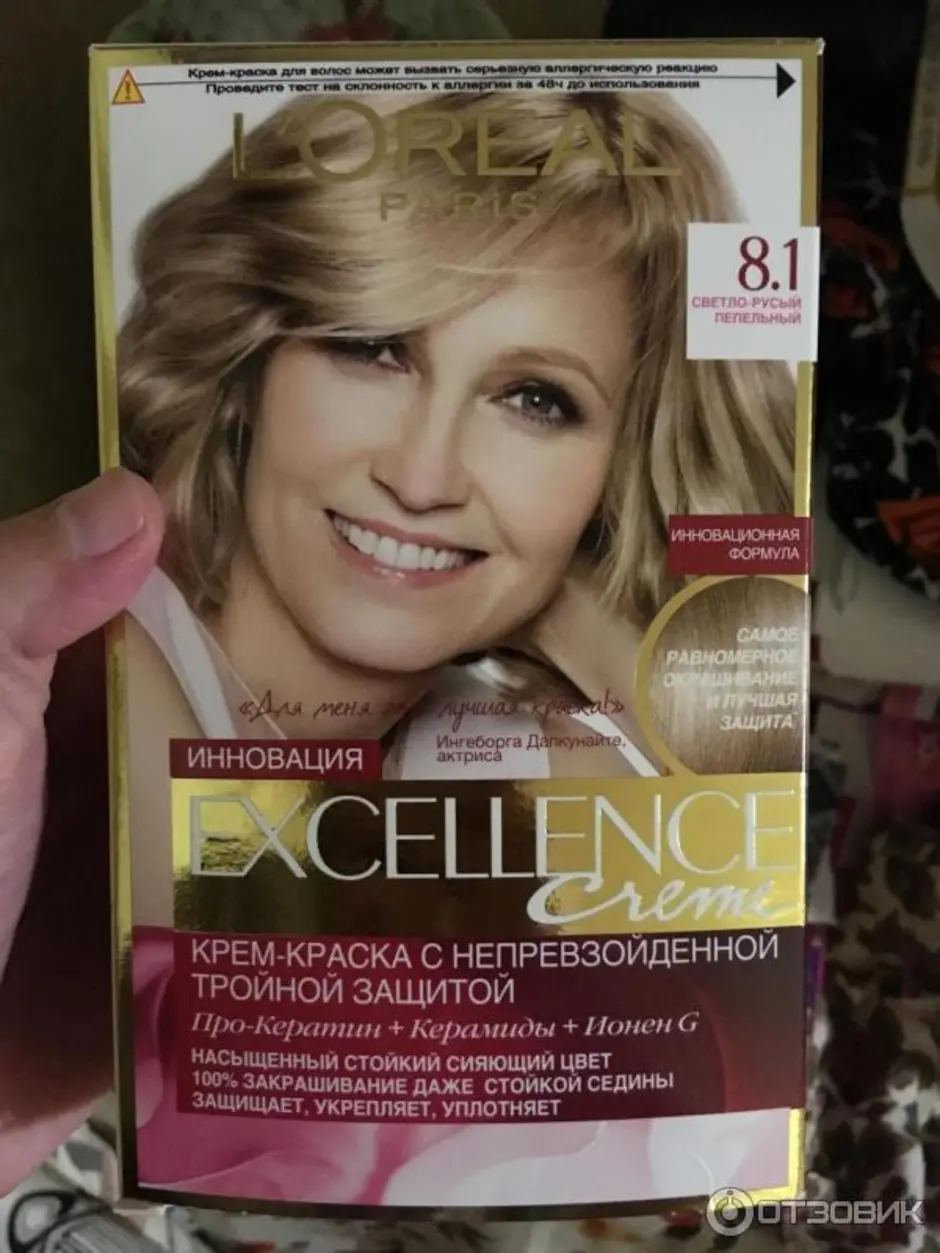 Крем-краска для волос может вызвать серьезную аллергическую реакцию
Проведите тест на склонность к аллергии за 48ч до использования
L'ORÉAL
PARIS
8.1
СВЕТЛО-РУСЫЙ
ПЕПЕЛЬНЫЙ
ИННОВАЦИОННАЯ
ФОРМУЛА
САМОЕ
РАВНОМЕРНОЕ
ОКРАШИВАНИЕ
И ЛУЧШАЯ
ЗАЩИТА*
«Для меня это лучшая краска!»
Ингеборга Дапкунайте,
актриса
ИННОВАЦИЯ
EXCELLENCE
Creme
КРЕМ-КРАСКА С НЕПРЕВЗОЙДЕННОЙ
ТРОЙНОЙ ЗАЩИТОЙ
Про-Кератин + Керамиды + Ионен G
НАСЫЩЕННЫЙ СТОЙКИЙ СИЯЮЩИЙ ЦВЕТ
100% ЗАКРАШИВАНИЕ ДАЖЕ СТОЙКОЙ СЕДИНЫ
ЗАЩИЩАЕТ, УКРЕПЛЯЕТ, УПЛОТНЯЕТ
ОТЗОВИК